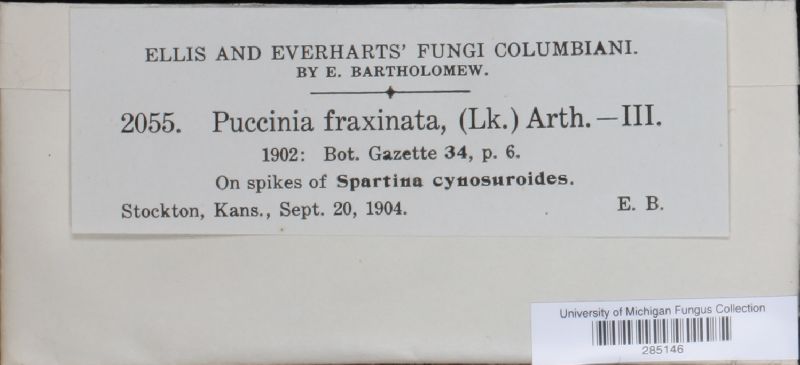 ELLIS AND EVERHARTS' FUNGI COLUMBIANI.
BY E. BARTHOLOMEW.
2055. Puccinia fraxinata, (Lk.) Arth.—III.
1902: Bot. Gazette 34, p. 6.
On spikes of Spartina cynosuroides.
Stockton, Kans., Sept. 20, 1904. E. B.
University of Michigan Fungus Collection
285146